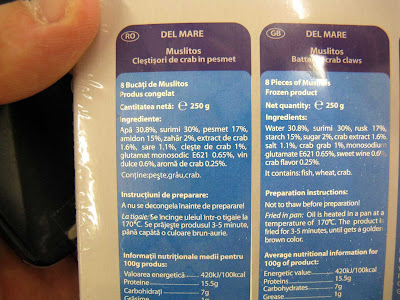 RO
DEL MARE
Muslitos
Cleştişori de crab în pesmet
8 Bucăţi de Muslitos
Produs congelat
Cantitatea netă: ℮ 250 g
Ingrediente:
Apă 30.8%, surimi 30%, pesmet 17%,
amidon 15%, zahăr 2%, extract de crab
1.6%, sare 1.1%, cleşte de crab 1%,
glutamat monosodic E621 0.65%, vin
dulce 0.6%, aromă de crab 0.25%.
Conţine:peşte,grâu,crab.
Instrucţiuni de preparare:
A nu se decongela înainte de preparare!
La tigaie: Se încinge uleiul într-o tigaie la
170°C. Se prăjeşte produsul 3-5 minute,
până capătă o culoare brun-aurie.
Informaţii nutriţionale medii pentru
100g produs:
Valoarea energetică 420kJ/100kcal
Proteine 15.5g
Carbohidraţi 7g
Grăsime 1g
GB
DEL MARE
Muslitos
crab claws
8 Pieces of Muslitos
Frozen product
Net quantity: ℮ 250 g
Ingredients:
Water 30.8%, surimi 30%, rusk 17%,
starch 15%, sugar 2%, crab extract 1.6%,
salt 1.1%, crab grab 1%, monosodium
glutamate E621 0.65%, sweet wine 0.6%,
crab flavor 0.25%.
It contains: fish, wheat, crab.
Preparation instructions:
Not to thaw before preparation!
Fried in pan: Oil is heated in a pan at a
temperature of 170°C. The product is
fried for 3-5 minutes, until gets a golden-
brown color.
Average nutritional information for
100g of product:
Energetic value 420kJ/100kcal
Proteine 15.5g
Carbohydrates 7g
Grease 1g